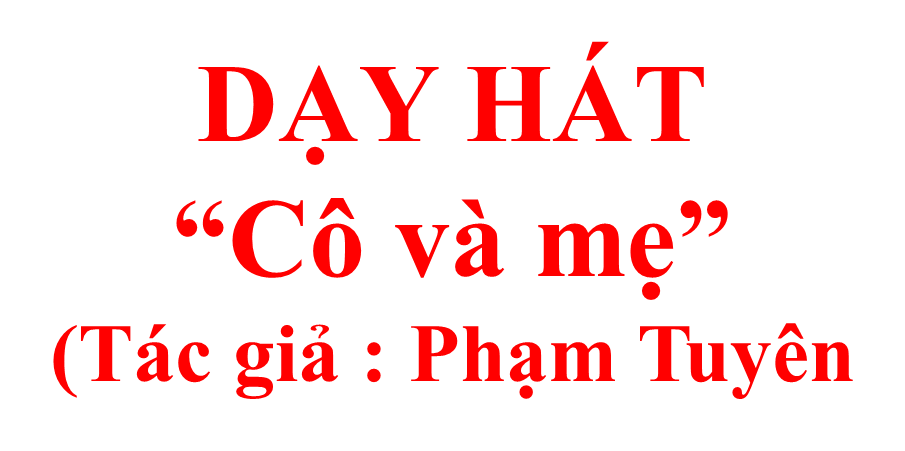 DẠY HÁT
“Cô và mẹ”
(Tác giả : Phạm Tuyên